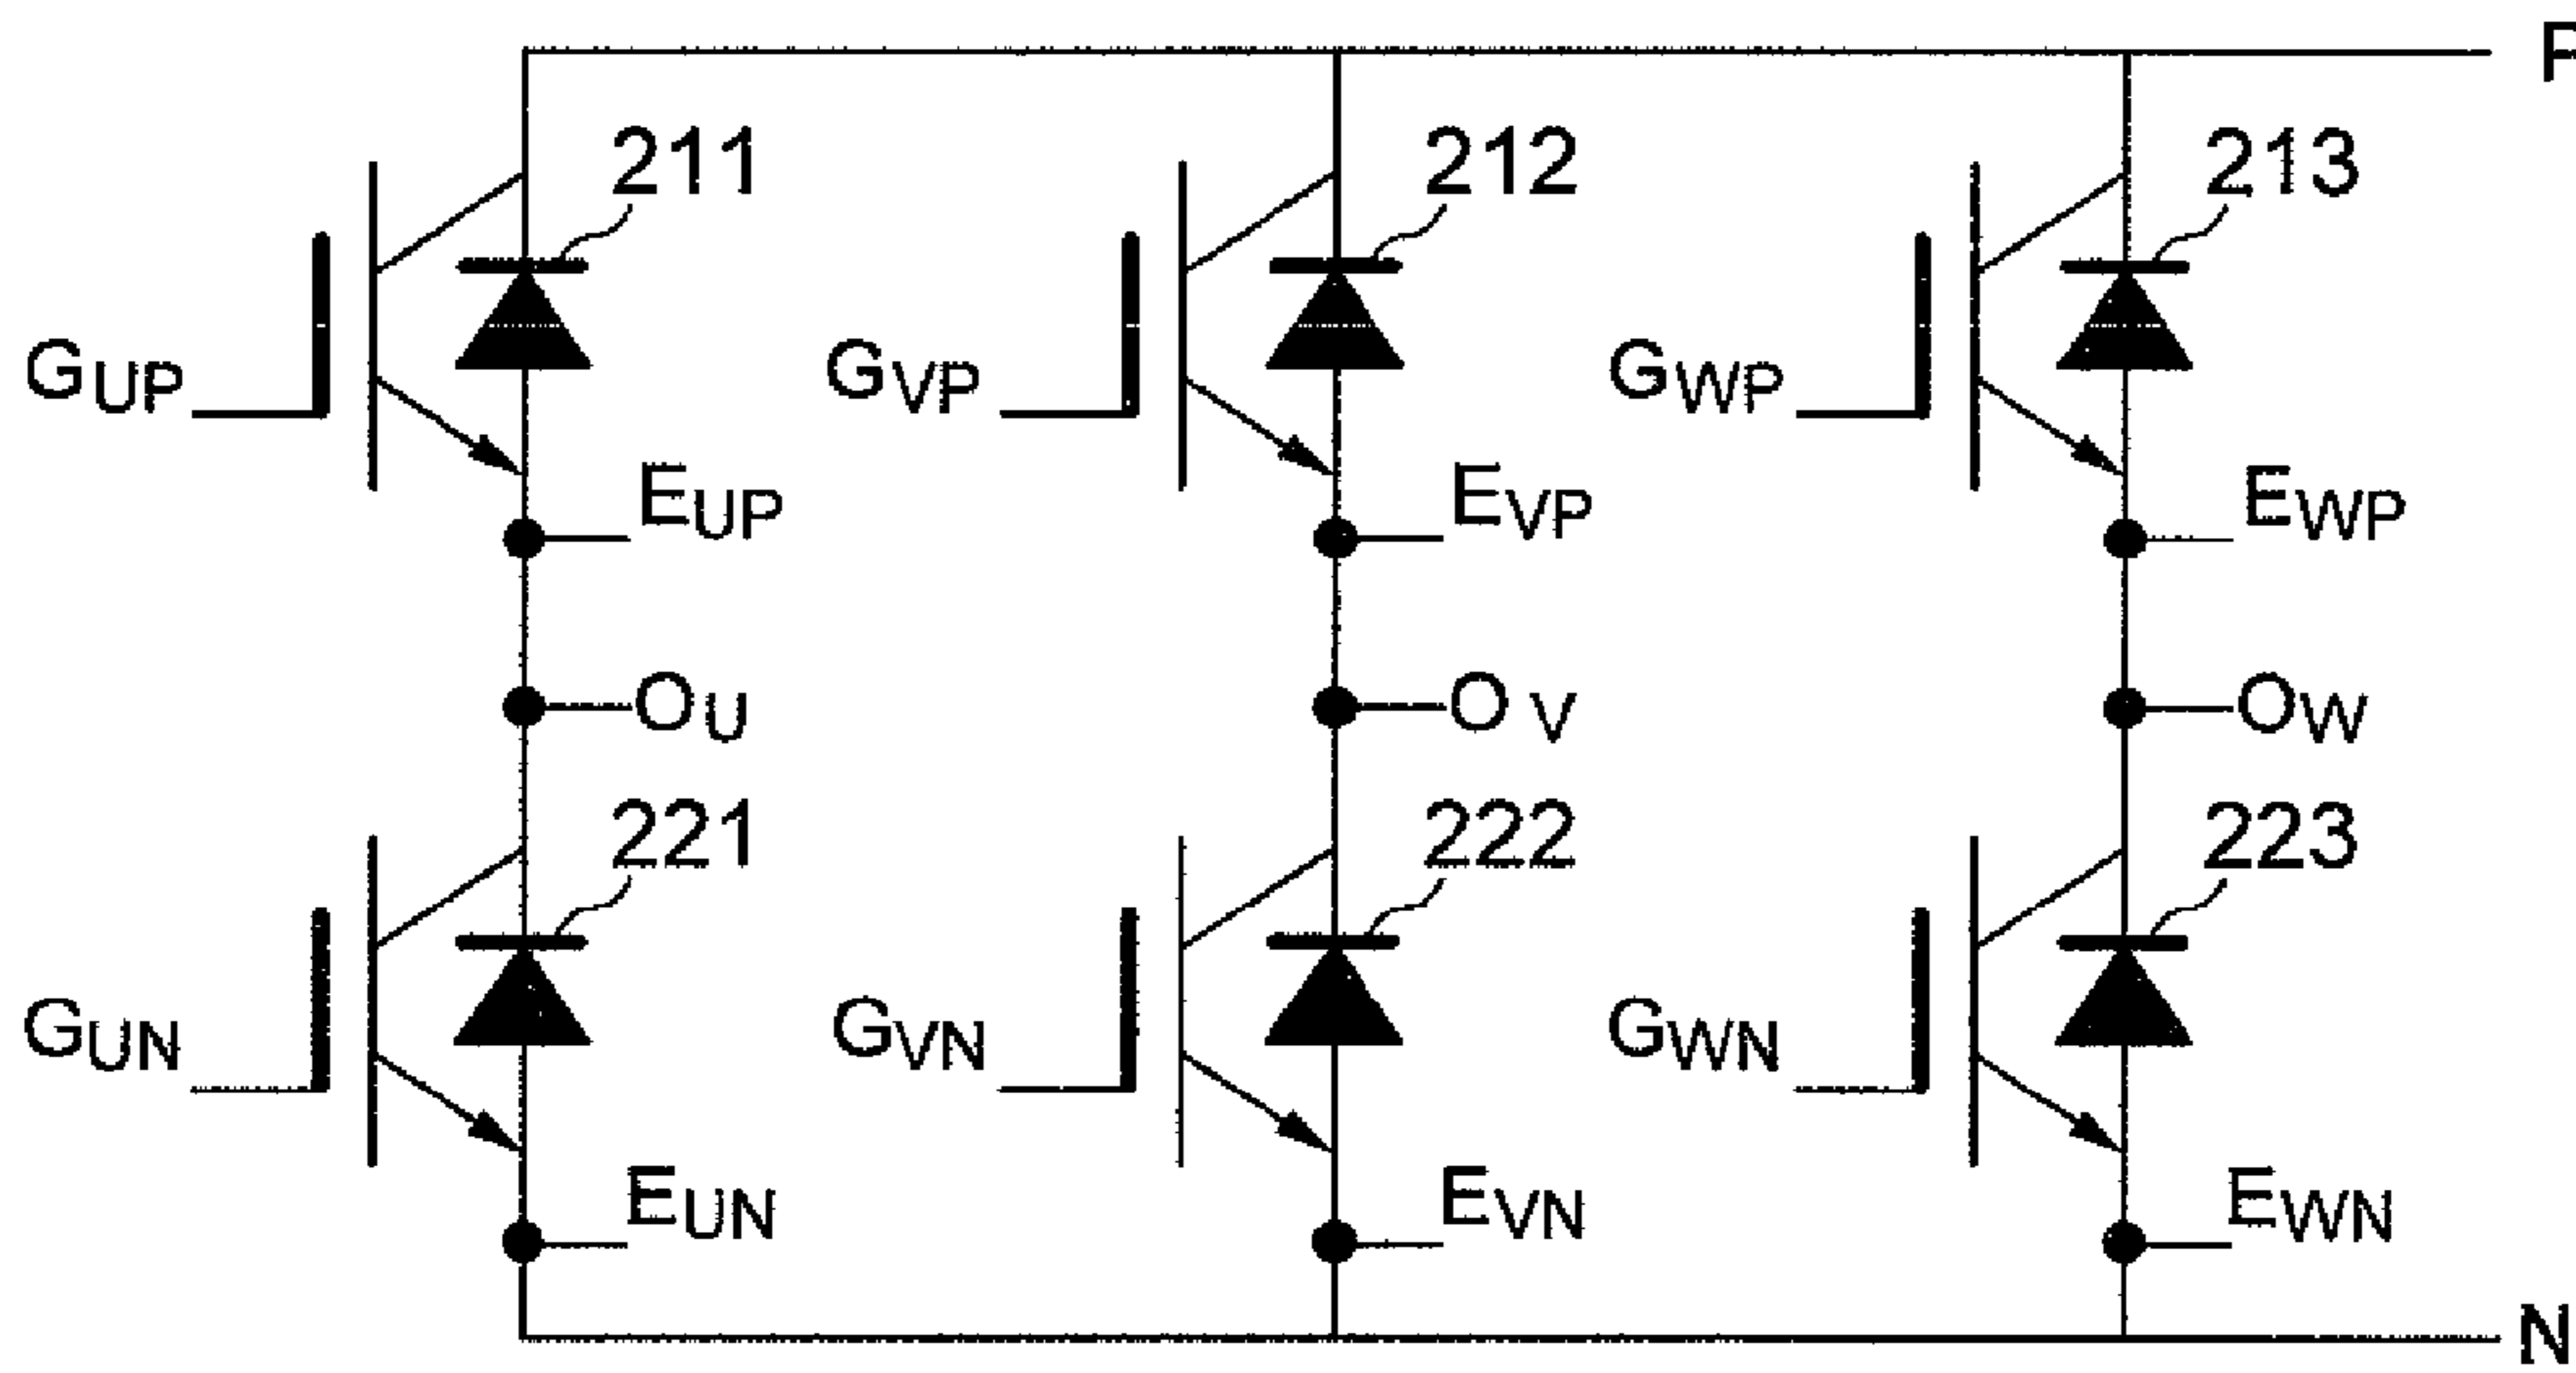 P
211 212 213
GUP GVP GWP
EUP EVP EWP
OU OV OW
221 222 223
GUN GVN GWN
EUN EVN EWN
N